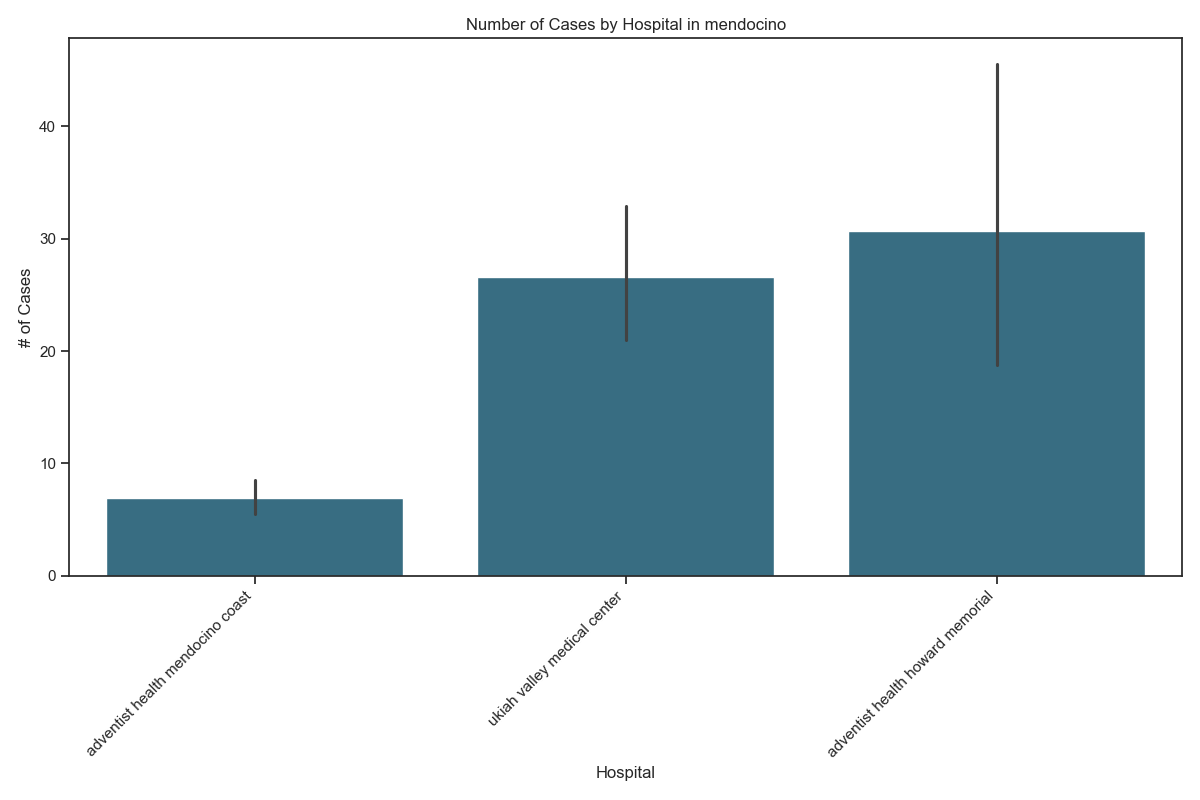 Number of Cases by Hospital in mendocino
# of Cases
40
30
20
10
0
adventist health mendocino coast
ukiah valley medical center
adventist health howard memorial
Hospital